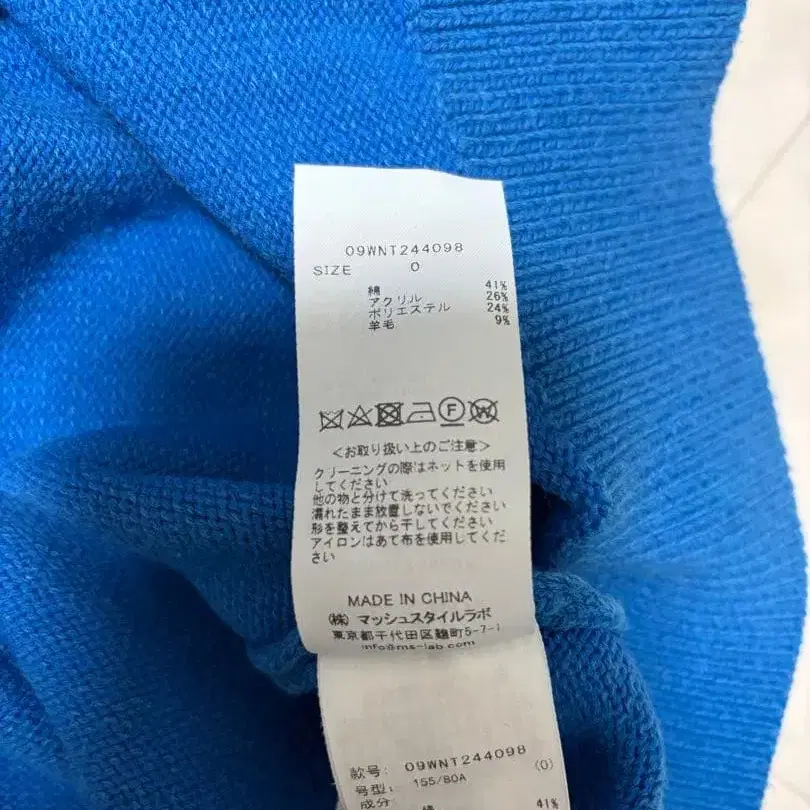 09WNT244098
SIZE 0
綿 41%
アクリル 26%
ポリエステル 24%
羊毛 9%
F
W
<お取り扱い上のご注意>
クリーニングの際はネットを使用
してください
他の物と分けて洗ってください
濡れたまま放置しないでください
形を整えてから干してください
アイロンはあて布を使用してくだ
さい
MADE IN CHINA
(株) マッシュスタイルラボ
東京都千代田区麹町5-7-1
info@ms-lab.com
款号: 09WNT244098
号型: 155/80A (0)
成分
棉 41%